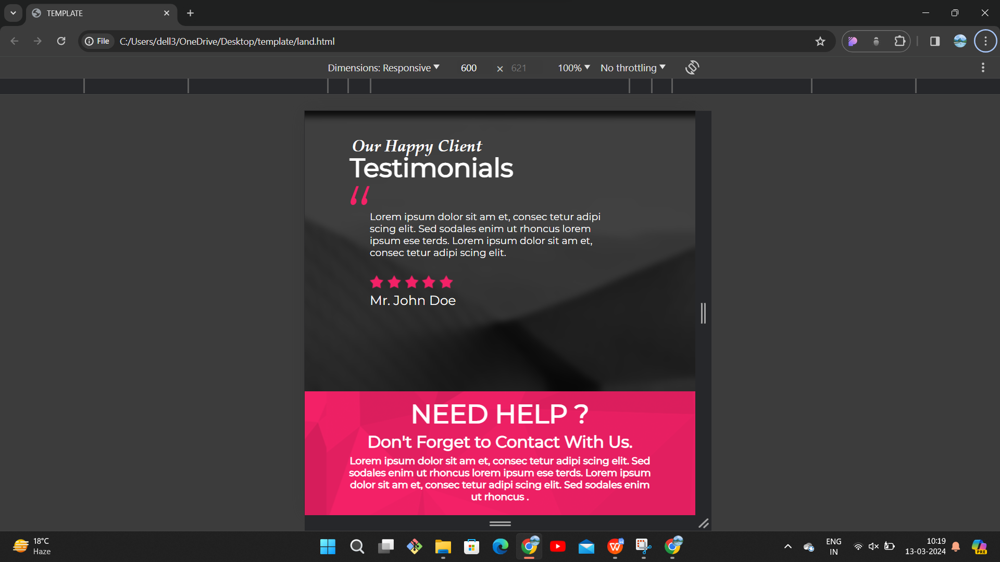 TEMPLATE
File
C:/Users/dell3/OneDrive/Desktop/template/land.html
Dimensions: Responsive 600 × 621 100% No throttling
Our Happy Client
Testimonials
“
Lorem ipsum dolor sit am et, consec tetur adipi
scing elit. Sed sodales enim ut rhoncus lorem
ipsum ese terds. Lorem ipsum dolor sit am et,
consec tetur adipi scing elit.
Mr. John Doe
NEED HELP ?
Don't Forget to Contact With Us.
Lorem ipsum dolor sit am et, consec tetur adipi scing elit. Sed
sodales enim ut rhoncus lorem ipsum ese terds. Lorem ipsum
dolor sit am et, consec tetur adipi scing elit. Sed sodales enim
ut rhoncus .
18°C
Haze
W
W
ENG
IN
10:19
13-03-2024
PRE